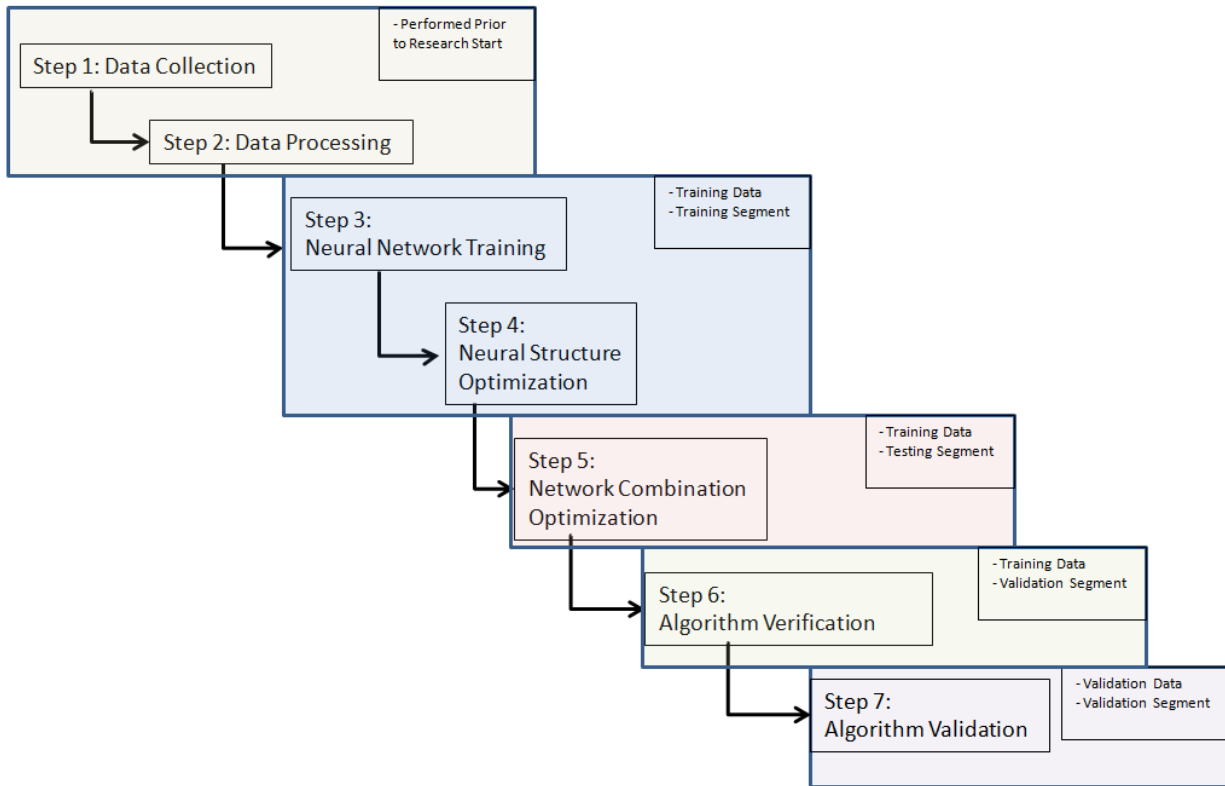 - Performed Prior
to Research Start
Step 1: Data Collection
Step 2: Data Processing
- Training Data
- Training Segment
Step 3:
Neural Network Training
Step 4:
Neural Structure
Optimization
- Training Data
- Testing Segment
Step 5:
Network Combination
Optimization
- Training Data
- Validation Segment
Step 6:
Algorithm Verification
- Validation Data
- Validation Segment
Step 7:
Algorithm Validation